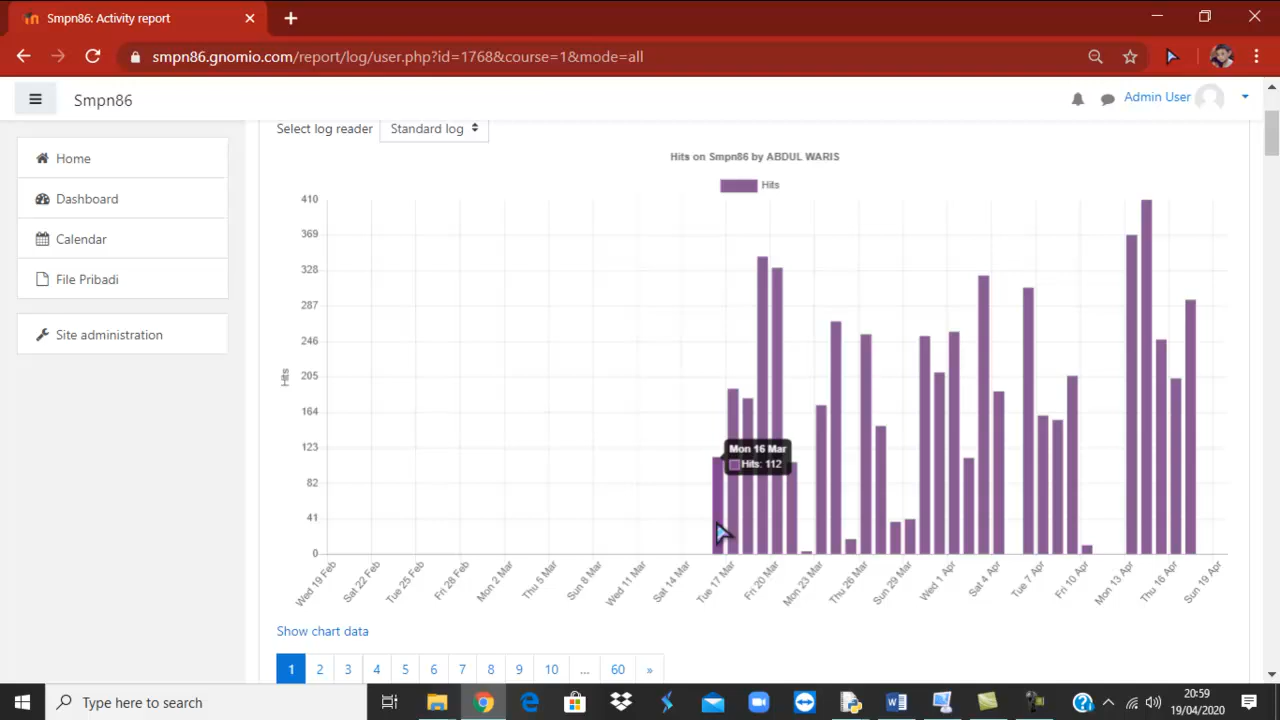 Smpn86: Activity report
smpn86.gnomio.com/report/log/user.php?id=1768&course=1&mode=all
Smpn86
Admin User
Home
Dashboard
Calendar
File Pribadi
Site administration
Select log reader
Standard log
Hits on Smpn86 by ABDUL WARIS
Hits
410
369
328
287
246
205
164
123
82
41
0
Hits
Mon 16 Mar
Hits: 112
Wed 19 Feb
Sat 22 Feb
Tue 25 Feb
Fri 28 Feb
Mon 2 Mar
Thu 5 Mar
Sun 8 Mar
Wed 11 Mar
Sat 14 Mar
Tue 17 Mar
Fri 20 Mar
Mon 23 Mar
Thu 26 Mar
Sun 29 Mar
Wed 1 Apr
Sat 4 Apr
Tue 7 Apr
Fri 10 Apr
Mon 13 Apr
Thu 16 Apr
Sun 19 Apr
Show chart data
1 2 3 4 5 6 7 8 9 10 ... 60 »
Type here to search
20:59
19/04/2020